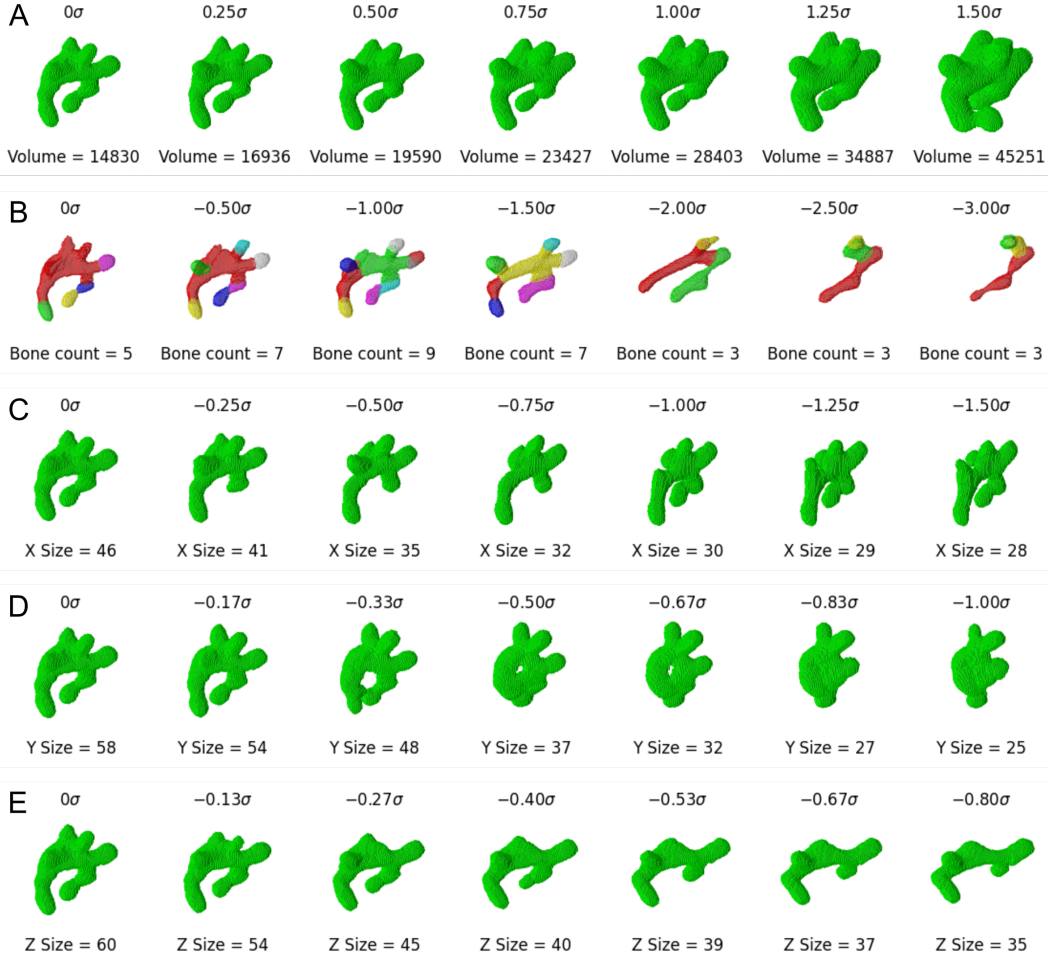 A 0σ 0.25σ 0.50σ 0.75σ 1.00σ 1.25σ 1.50σ
Volume = 14830 Volume = 16936 Volume = 19590 Volume = 23427 Volume = 28403 Volume = 34887 Volume = 45251
B 0σ −0.50σ −1.00σ −1.50σ −2.00σ −2.50σ −3.00σ
Bone count = 5 Bone count = 7 Bone count = 9 Bone count = 7 Bone count = 3 Bone count = 3 Bone count = 3
C 0σ −0.25σ −0.50σ −0.75σ −1.00σ −1.25σ −1.50σ
X Size = 46 X Size = 41 X Size = 35 X Size = 32 X Size = 30 X Size = 29 X Size = 28
D 0σ −0.17σ −0.33σ −0.50σ −0.67σ −0.83σ −1.00σ
Y Size = 58 Y Size = 54 Y Size = 48 Y Size = 37 Y Size = 32 Y Size = 27 Y Size = 25
E 0σ −0.13σ −0.27σ −0.40σ −0.53σ −0.67σ −0.80σ
Z Size = 60 Z Size = 54 Z Size = 45 Z Size = 40 Z Size = 39 Z Size = 37 Z Size = 35